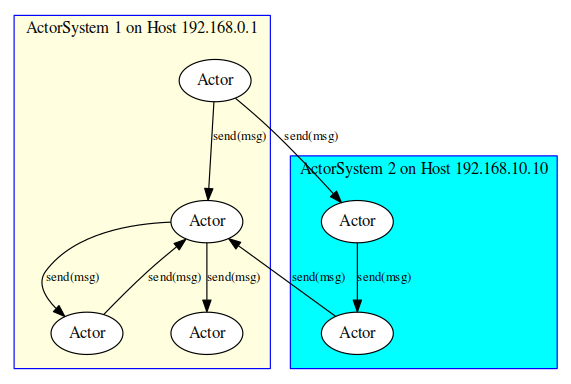 ActorSystem 1 on Host 192.168.0.1
Actor
send(msg)
send(msg)
ActorSystem 2 on Host 192.168.10.10
Actor
Actor
send(msg)
send(msg)
send(msg)
send(msg)
send(msg)
Actor
Actor
Actor